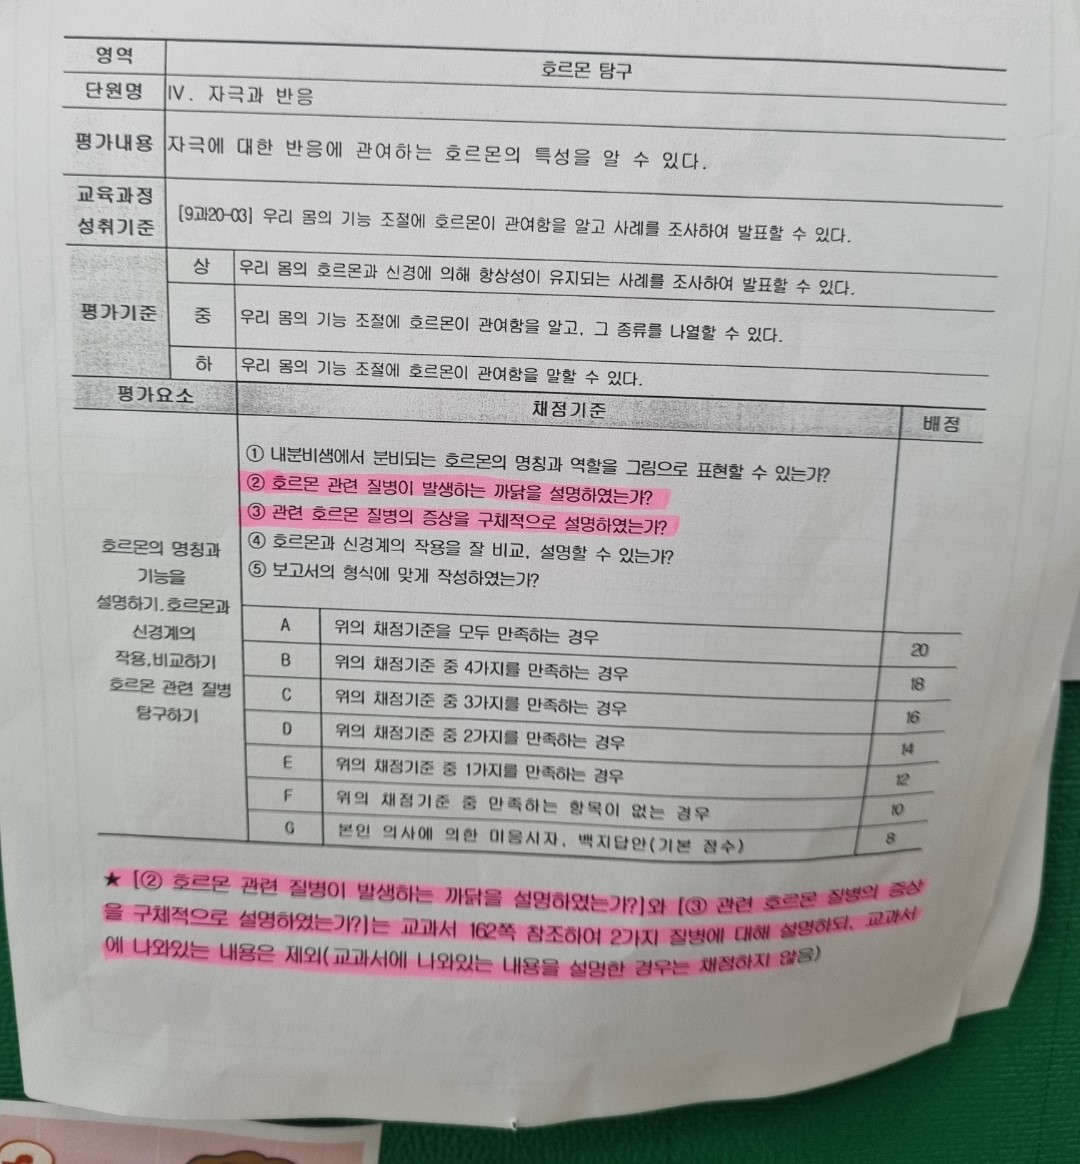 영역
호르몬 탐구
단원명
Ⅳ. 자극과 반응
평가내용
자극에 대한 반응에 관여하는 호르몬의 특성을 알 수 있다.
교육과정
성취기준
[9과20-03] 우리 몸의 기능 조절에 호르몬이 관여함을 알고 사례를 조사하여 발표할 수 있다.
평가기준
상
우리 몸의 호르몬과 신경에 의해 항상성이 유지되는 사례를 조사하여 발표할 수 있다.
중
우리 몸의 기능 조절에 호르몬이 관여함을 알고, 그 종류를 나열할 수 있다.
하
우리 몸의 기능 조절에 호르몬이 관여함을 말할 수 있다.
평가요소
채점기준
배점
호르몬의 명칭과
기능을
설명하기.호르몬과
신경계의
작용.비교하기
호르몬 관련 질병
탐구하기
① 내분비샘에서 분비되는 호르몬의 명칭과 역할을 그림으로 표현할 수 있는가?
② 호르몬 관련 질병이 발생하는 까닭을 설명하였는가?
③ 관련 호르몬 질병의 증상을 구체적으로 설명하였는가?
④ 호르몬과 신경계의 작용을 잘 비교, 설명할 수 있는가?
⑤ 보고서의 형식에 맞게 작성하였는가?
A 위의 채점기준을 모두 만족하는 경우 20
B 위의 채점기준 중 4가지를 만족하는 경우 18
C 위의 채점기준 중 3가지를 만족하는 경우 16
D 위의 채점기준 중 2가지를 만족하는 경우 14
E 위의 채점기준 중 1가지를 만족하는 경우 12
F 위의 채점기준 중 만족하는 항목이 없는 경우 10
G 본인 의사에 의한 미응시자, 백지답안(기본 점수) 8
★ [② 호르몬 관련 질병이 발생하는 까닭을 설명하였는가?]와 [③ 관련 호르몬 질병의 증상
을 구체적으로 설명하였는가?]는 교과서 162쪽 참조하여 2가지 질병에 대해 설명하되, 교과서
에 나와있는 내용은 제외(교과서에 나와있는 내용을 설명한 경우는 채점하지 않음)